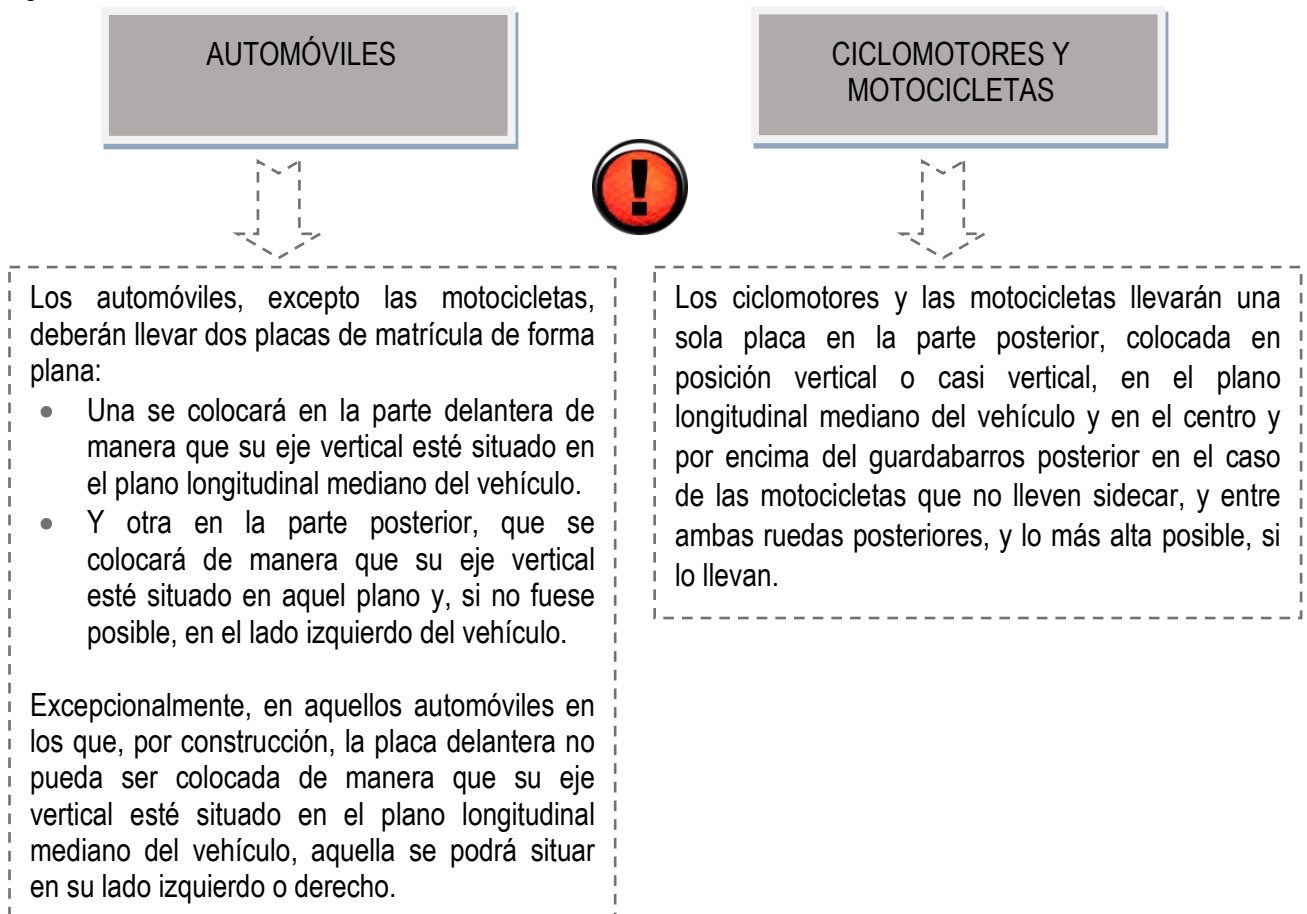 AUTOMÓVILES
CICLOMOTORES Y
MOTOCICLETAS
Los automóviles, excepto las motocicletas,
deberán llevar dos placas de matrícula de forma
plana:
● Una se colocará en la parte delantera de
manera que su eje vertical esté situado en
el plano longitudinal mediano del vehículo.
● Y otra en la parte posterior, que se
colocará de manera que su eje vertical
esté situado en aquel plano y, si no fuese
posible, en el lado izquierdo del vehículo.
Excepcionalmente, en aquellos automóviles en
los que, por construcción, la placa delantera no
pueda ser colocada de manera que su eje
vertical esté situado en el plano longitudinal
mediano del vehículo, aquella se podrá situar
en su lado izquierdo o derecho.
Los ciclomotores y las motocicletas llevarán una
sola placa en la parte posterior, colocada en
posición vertical o casi vertical, en el plano
longitudinal mediano del vehículo y en el centro y
por encima del guardabarros posterior en el caso
de las motocicletas que no lleven sidecar, y entre
ambas ruedas posteriores, y lo más alta posible, si
lo llevan.